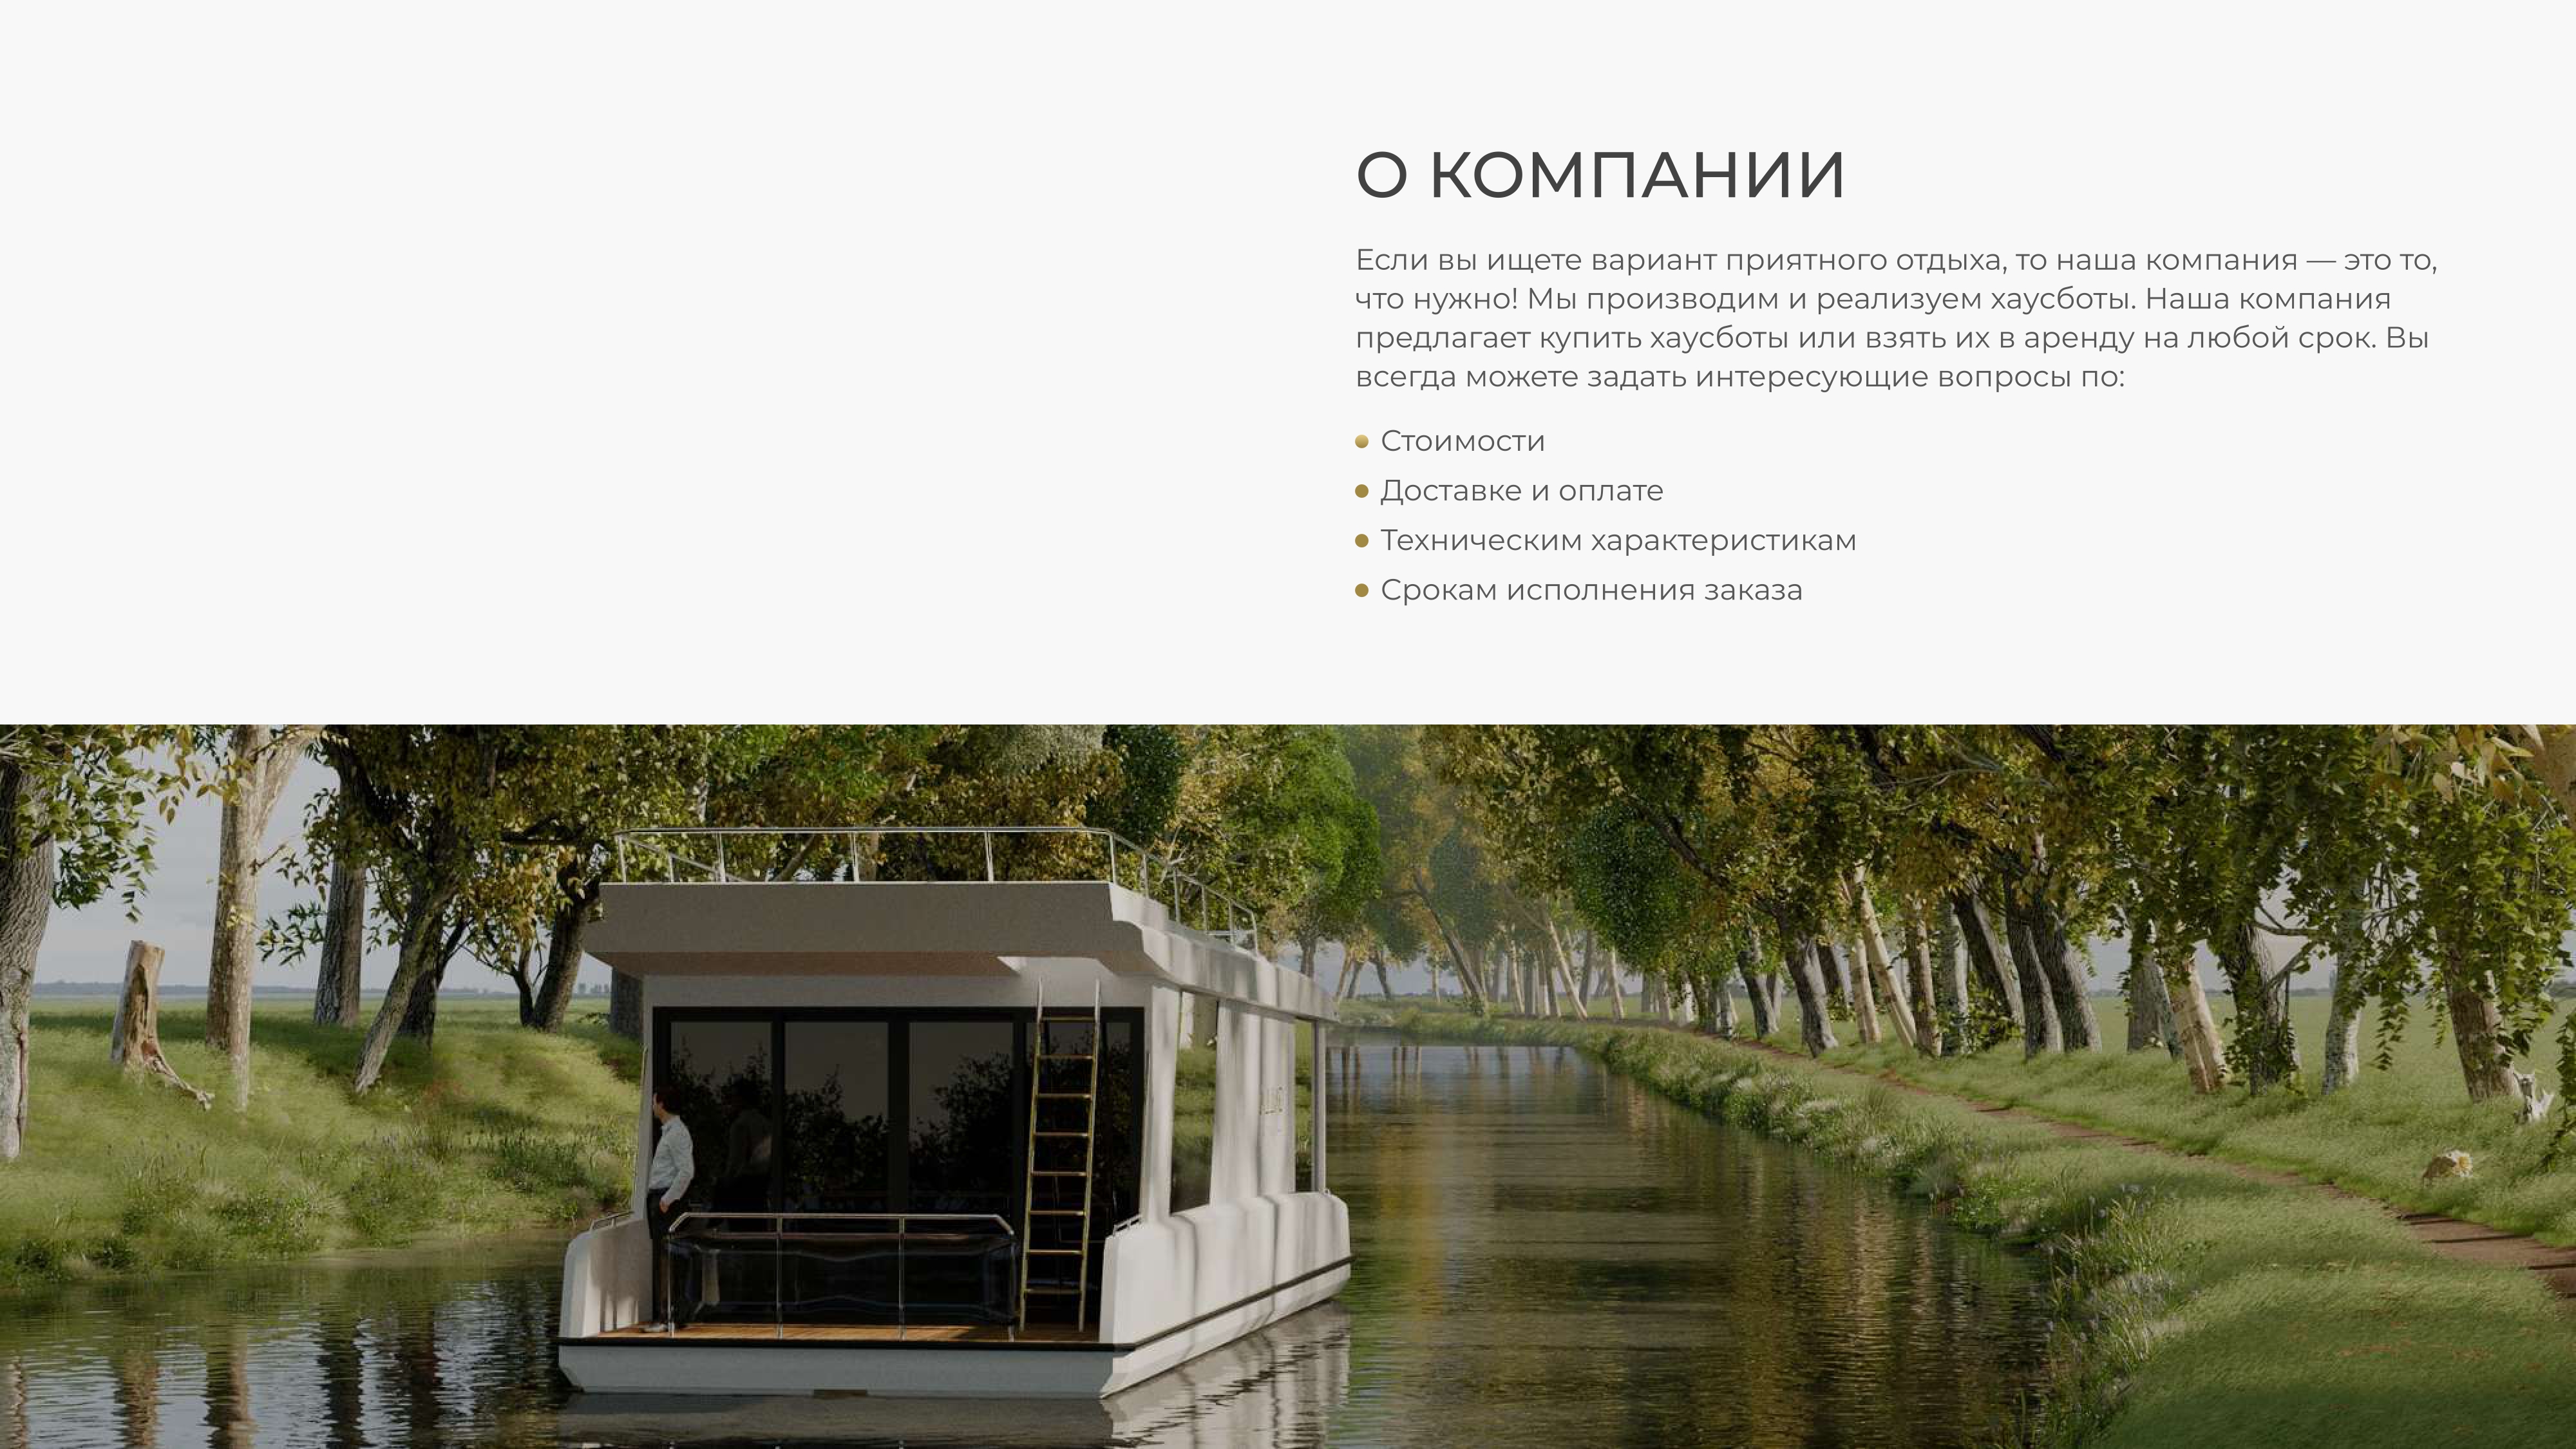 О КОМПАНИИ
Если вы ищете вариант приятного отдыха, то наша компания — это то,
что нужно! Мы производим и реализуем хаусботы. Наша компания
предлагает купить хаусботы или взять их в аренду на любой срок. Вы
всегда можете задать интересующие вопросы по:
Стоимости
Доставке и оплате
Техническим характеристикам
Срокам исполнения заказа